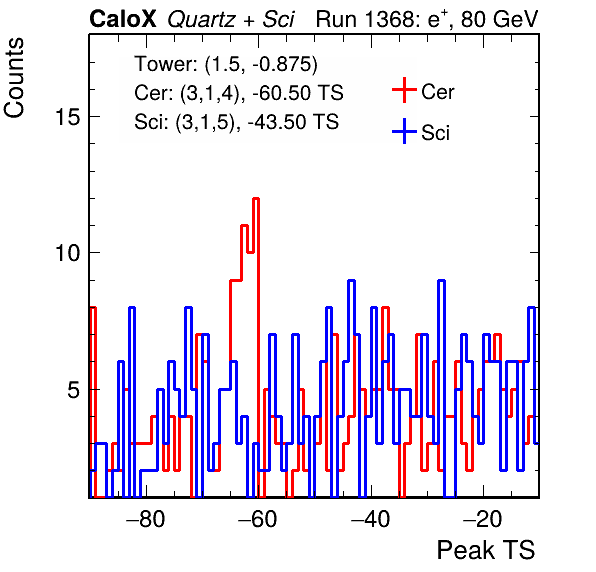 CaloX Quartz + Sci Run 1368: e⁺, 80 GeV
Counts
Tower: (1.5, -0.875)
Cer: (3,1,4), -60.50 TS
Sci: (3,1,5), -43.50 TS
Cer
Sci
15
10
5
−80 −60 −40 −20
Peak TS